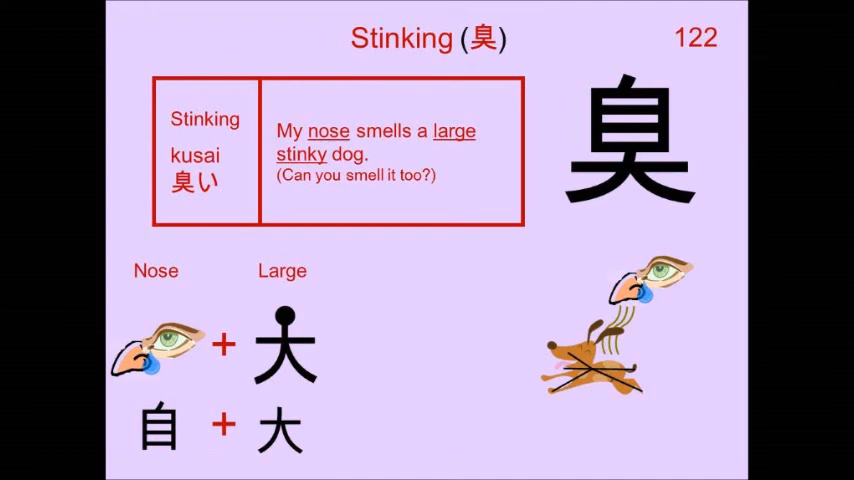 Stinking (臭)
122
Stinking
kusai
臭い
My nose smells a large
stinky dog.
(Can you smell it too?)
臭
Nose
Large
+
大
自 + 大